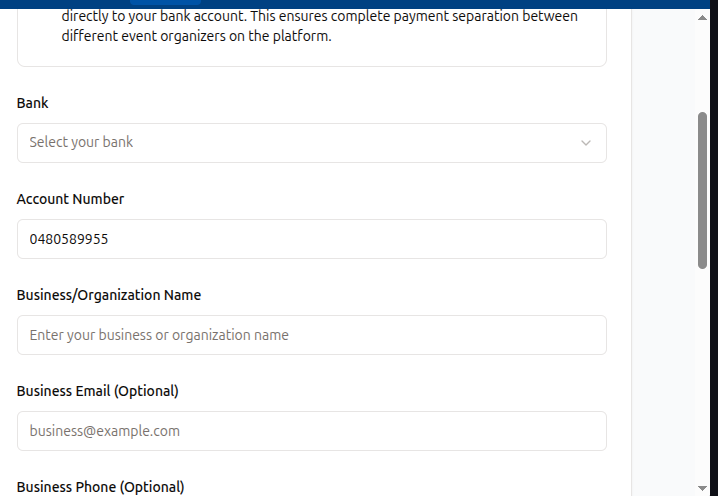 directly to your bank account. This ensures complete payment separation between
different event organizers on the platform.
Bank
Select your bank
Account Number
0480589955
Business/Organization Name
Enter your business or organization name
Business Email (Optional)
business@example.com
Business Phone (Optional)